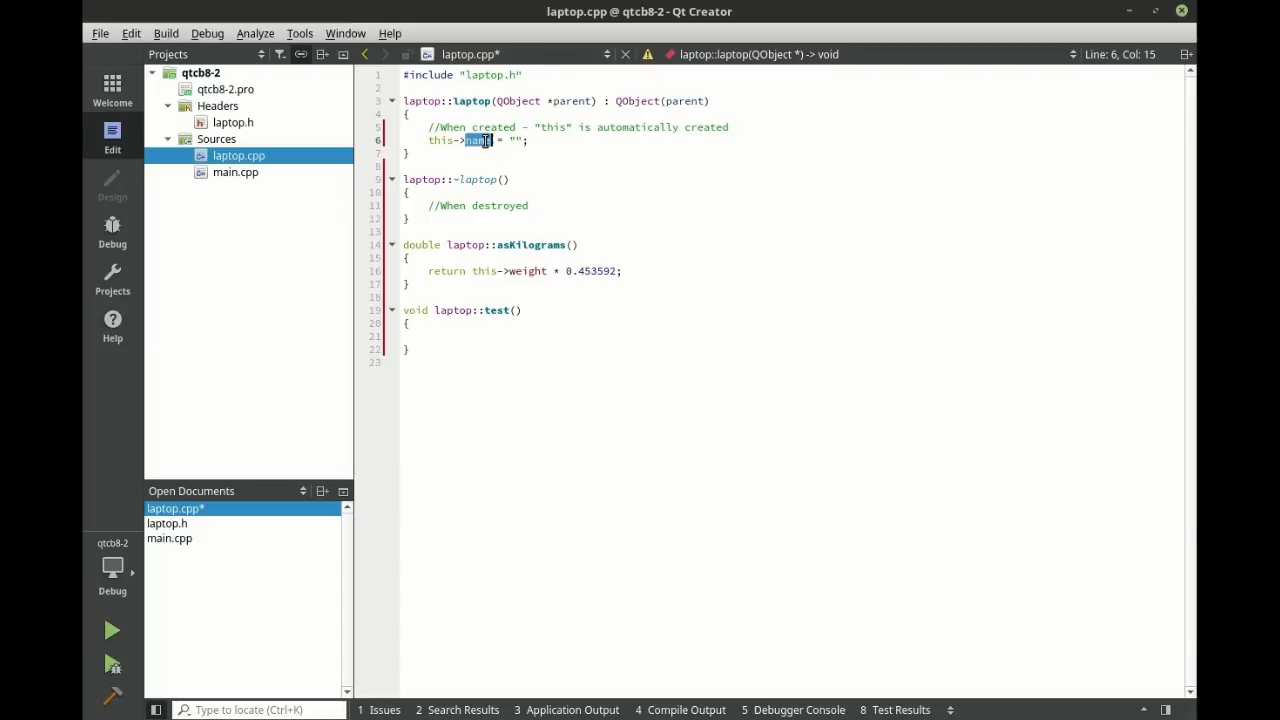 laptop.cpp @ qtcb8-2 - Qt Creator
File Edit Build Debug Analyze Tools Window Help
Projects laptop.cpp* laptop::laptop(QObject *) -> void Line: 6, Col: 15
Welcome
Edit
Design
Debug
Projects
Help
qtcb8-2
qtcb8-2.pro
Headers
laptop.h
Sources
laptop.cpp
main.cpp
1 #include "laptop.h"
2
3 laptop::laptop(QObject *parent) : QObject(parent)
4 {
5 //When created - "this" is automatically created
6 this->name = "";
7 }
8
9 laptop::~laptop()
10 {
11 //When destroyed
12 }
13
14 double laptop::asKilograms()
15 {
16 return this->weight * 0.453592;
17 }
18
19 void laptop::test()
20 {
21
22 }
23
Open Documents
laptop.cpp*
laptop.h
main.cpp
qtcb8-2
Debug
Type to locate (Ctrl+K) 1 Issues 2 Search Results 3 Application Output 4 Compile Output 5 Debugger Console 8 Test Results